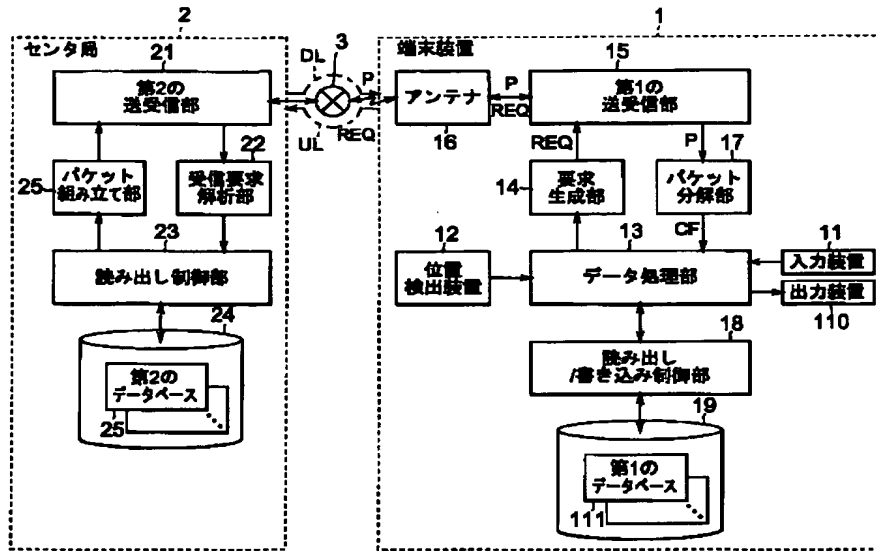 2
センタ局
21
第2の
送受信部
25
パケット
組み立て部
22
受信要求
解析部
23
読み出し制御部
24
第2の
データベース
25
3
DL
P
UL
REQ
1
端末装置
アンテナ
16
P
REQ
15
第1の
送受信部
REQ
P
14
要求
生成部
17
パケット
分解部
CF
12
位置
検出装置
13
データ処理部
11
入力装置
出力装置
110
18
読み出し
/書き込み制御部
19
第1の
データベース
111